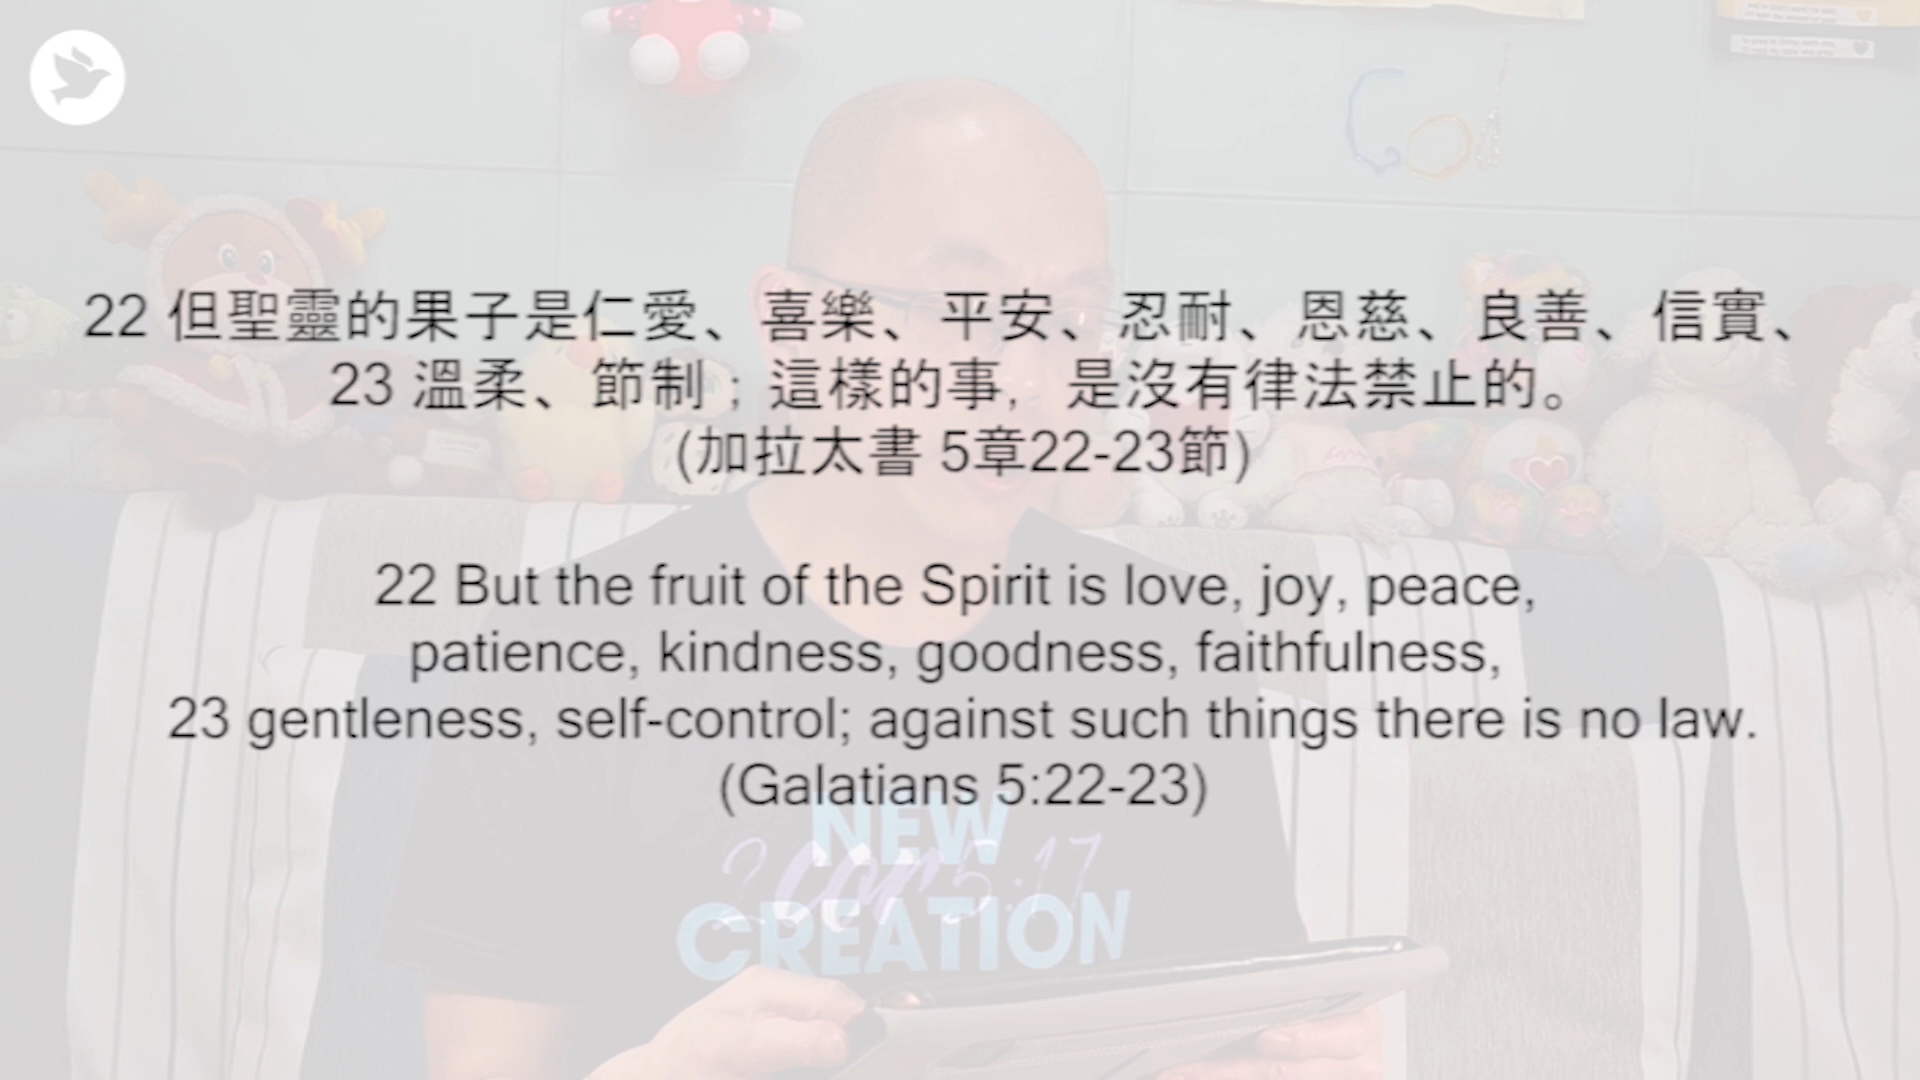 22 但聖靈的果子是仁愛、喜樂、平安、忍耐、恩慈、良善、信實、
23 溫柔、節制；這樣的事，是沒有律法禁止的。
(加拉太書 5章22-23節)
22 But the fruit of the Spirit is love, joy, peace,
patience, kindness, goodness, faithfulness,
23 gentleness, self-control; against such things there is no law.
(Galatians 5:22-23)
NEW
2 Cor 5:17
CREATION